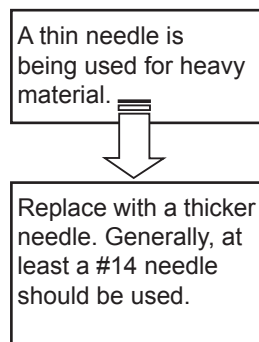 A thin needle is
being used for heavy
material.
Replace with a thicker
needle. Generally, at
least a #14 needle
should be used.